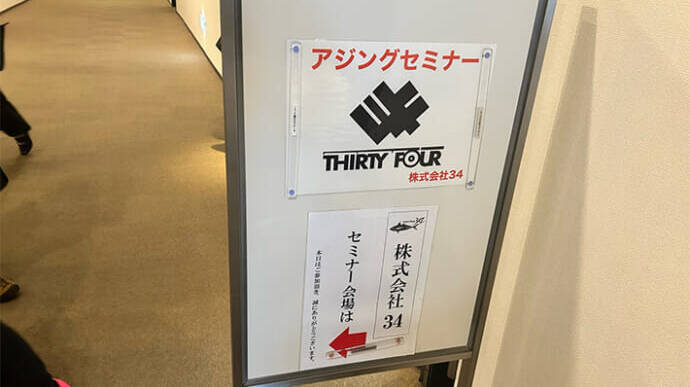 アジングセミナー
THIRTY FOUR
株式会社34
株式会社 34
セミナー会場は
本日はご参加頂き、誠にありがとうございます。